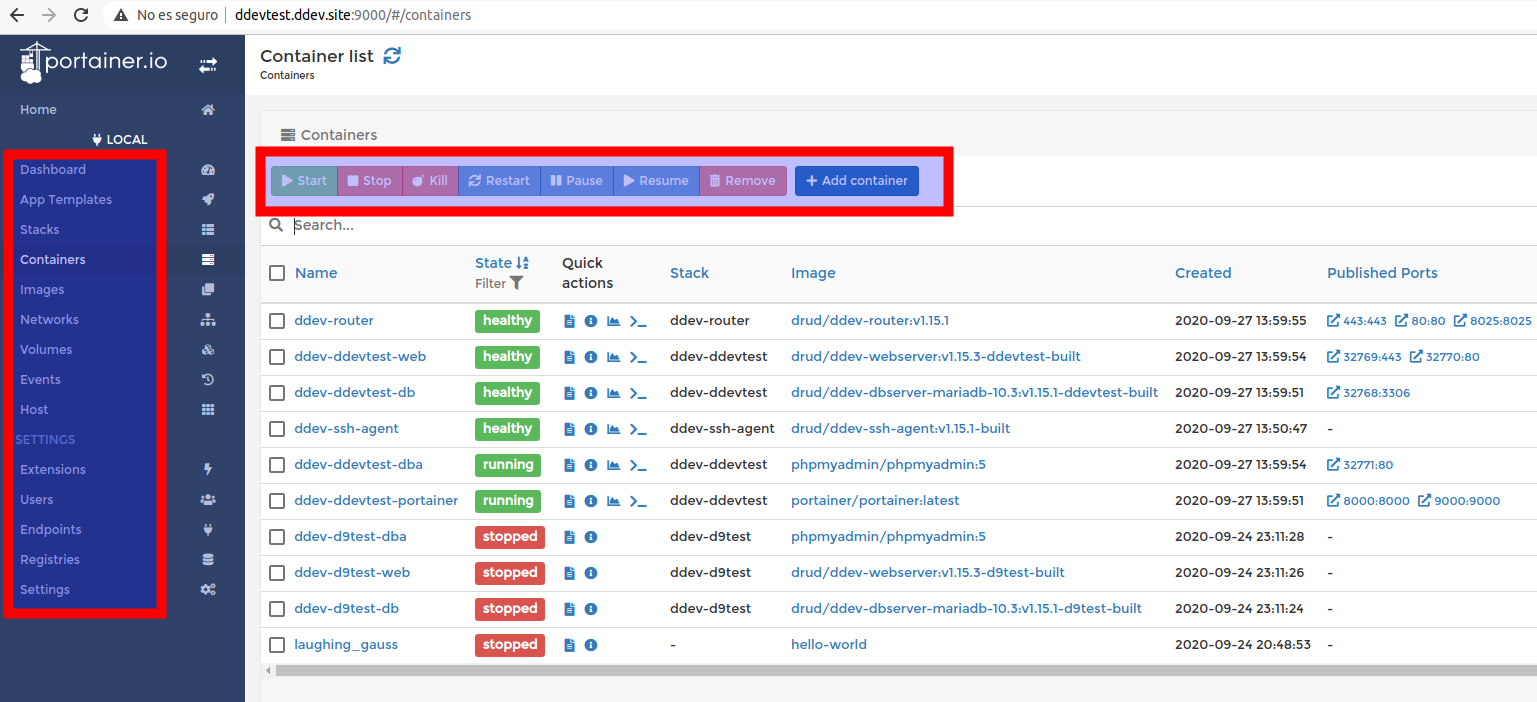 No es seguro ddevtest.ddev.site:9000/#/containers
portainer.io
Home
LOCAL
Dashboard
App Templates
Stacks
Containers
Images
Networks
Volumes
Events
Host
SETTINGS
Extensions
Users
Endpoints
Registries
Settings
Container list
Containers
Containers
Start Stop Kill Restart Pause Resume Remove + Add container
Search...
Name State Filter Quick actions Stack Image Created Published Ports
ddev-router healthy ddev-router drud/ddev-router:v1.15.1 2020-09-27 13:59:55 443:443 80:80 8025:8025
ddev-ddevtest-web healthy ddev-ddevtest drud/ddev-webserver:v1.15.3-ddevtest-built 2020-09-27 13:59:54 32769:443 32770:80
ddev-ddevtest-db healthy ddev-ddevtest drud/ddev-dbserver-mariadb-10.3:v1.15.1-ddevtest-built 2020-09-27 13:59:51 32768:3306
ddev-ssh-agent healthy ddev-ssh-agent drud/ddev-ssh-agent:v1.15.1-built 2020-09-27 13:50:47 -
ddev-ddevtest-dba running ddev-ddevtest phpmyadmin/phpmyadmin:5 2020-09-27 13:59:54 32771:80
ddev-ddevtest-portainer running ddev-ddevtest portainer/portainer:latest 2020-09-27 13:59:51 8000:8000 9000:9000
ddev-d9test-dba stopped ddev-d9test phpmyadmin/phpmyadmin:5 2020-09-24 23:11:28 -
ddev-d9test-web stopped ddev-d9test drud/ddev-webserver:v1.15.3-d9test-built 2020-09-24 23:11:26 -
ddev-d9test-db stopped ddev-d9test drud/ddev-dbserver-mariadb-10.3:v1.15.1-d9test-built 2020-09-24 23:11:24 -
laughing_gauss stopped - hello-world 2020-09-24 20:48:53 -